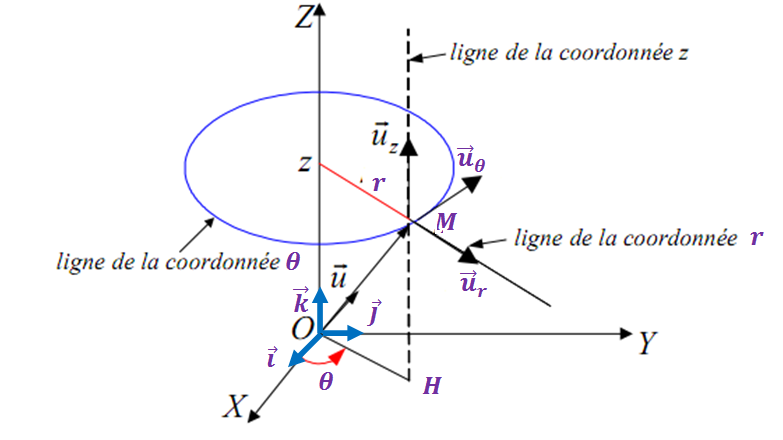 Z
ligne de la coordonnée z
u⃗z
u⃗θ
z
r
M
ligne de la coordonnée r
ligne de la coordonnée θ
u⃗
u⃗r
k⃗
O
ȷ⃗
Y
ı⃗
θ
H
X